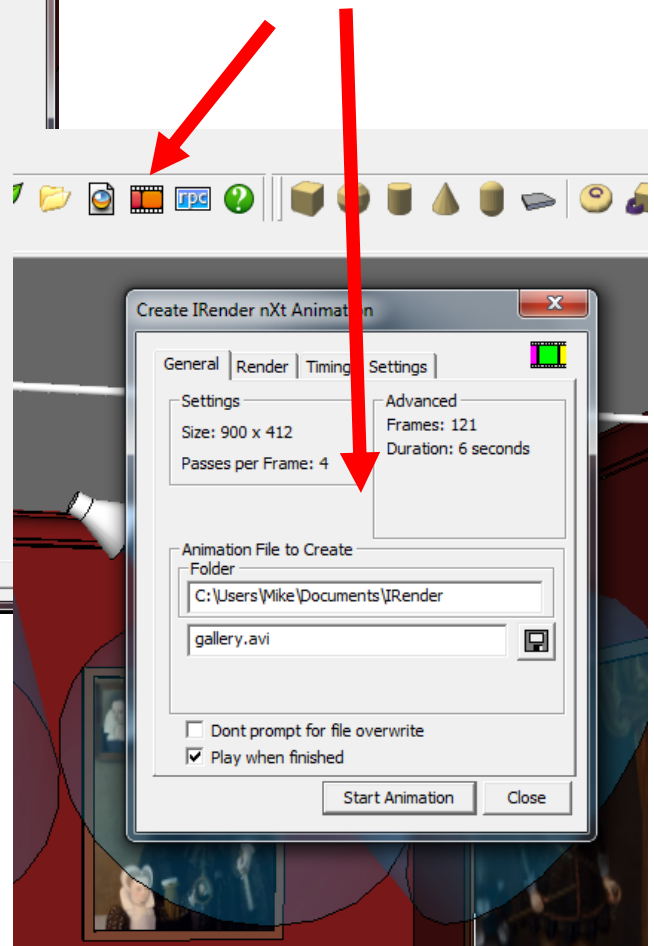 rpc
?
Create IRender nXt Animation
General Render Timing Settings
Settings
Size: 900 x 412
Passes per Frame: 4
Advanced
Frames: 121
Duration: 6 seconds
Animation File to Create
Folder
C:\Users\Mike\Documents\IRender
gallery.avi
Dont prompt for file overwrite
Play when finished
Start Animation Close